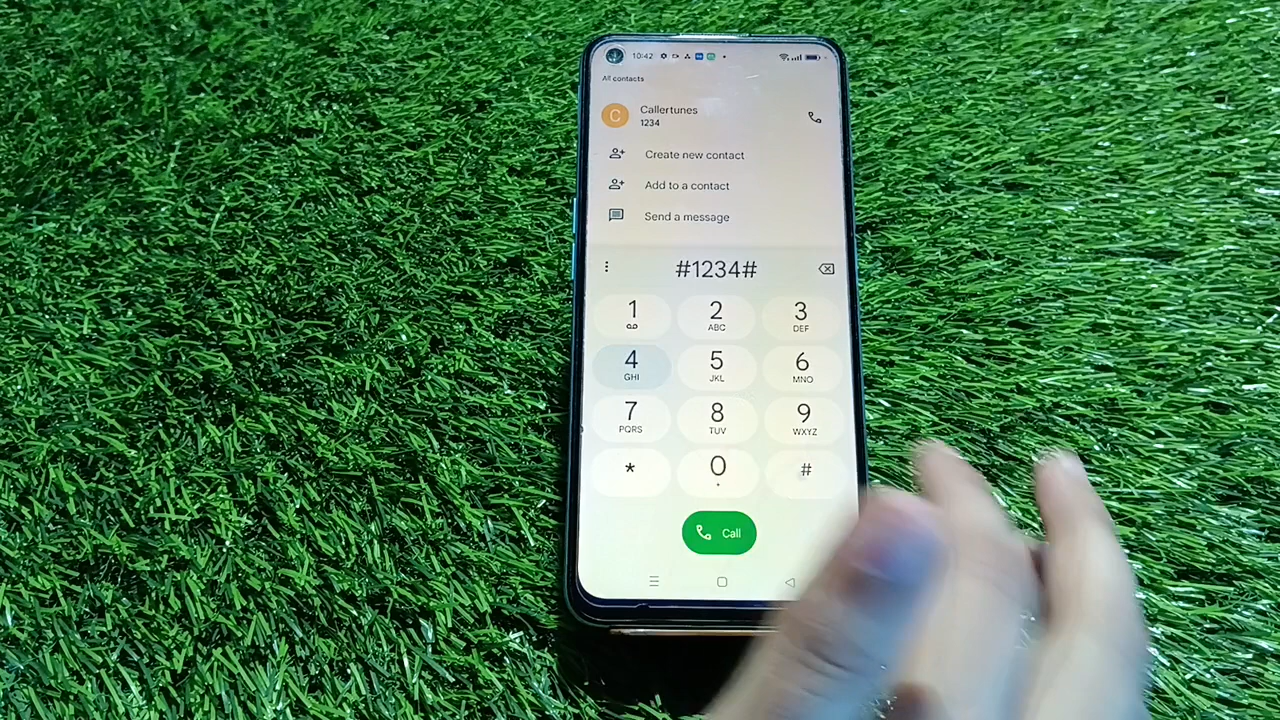 10:42
All contacts
C
Callertunes
1234
Create new contact
Add to a contact
Send a message
#1234#
1
2
ABC
3
DEF
4
GHI
5
JKL
6
MNO
7
PQRS
8
TUV
9
WXYZ
*
0
+
#
Call